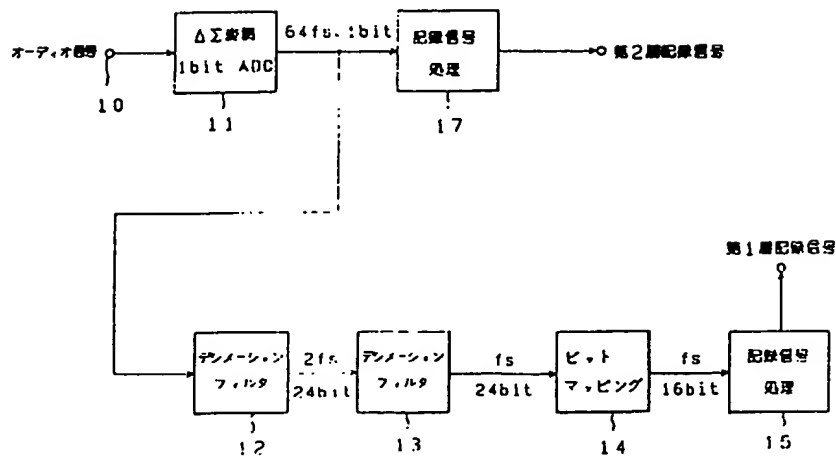 オーディオ信号
10
ΔΣ変調
1bit ADC
11
64fs、1bit
記録信号
処理
17
第2層記録信号
第1層記録信号
デシメーション
フィルタ
12
2fs
24bit
デシメーション
フィルタ
13
fs
24bit
ビット
マッピング
14
fs
16bit
記録信号
処理
15